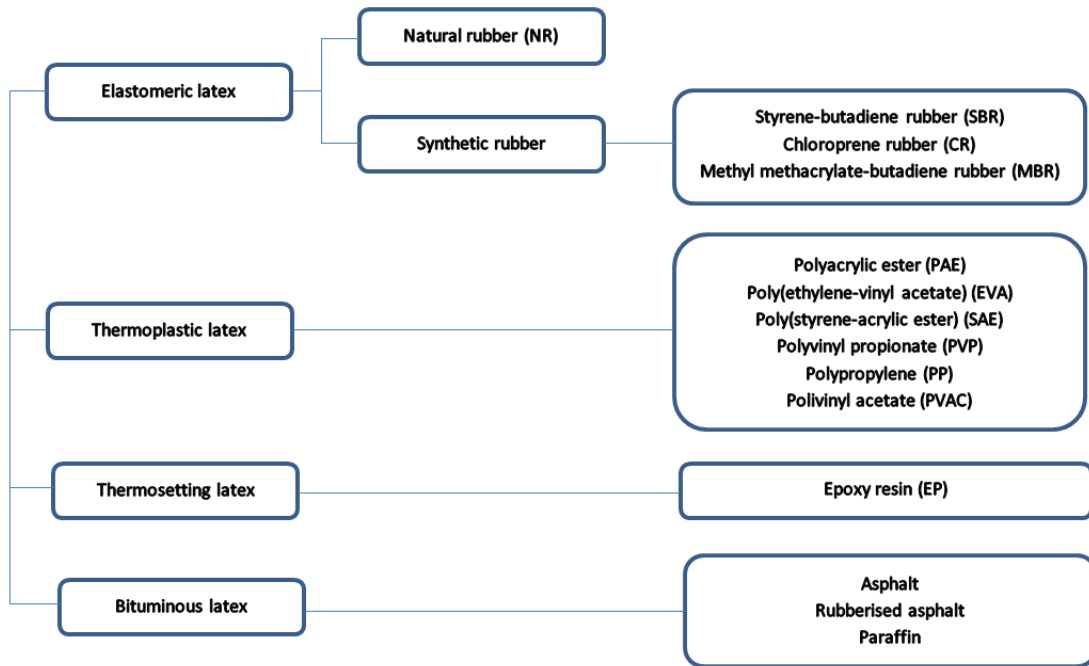 Natural rubber (NR)
Elastomeric latex
Synthetic rubber
Styrene-butadiene rubber (SBR)
Chloroprene rubber (CR)
Methyl methacrylate-butadiene rubber (MBR)
Thermoplastic latex
Polyacrylic ester (PAE)
Poly(ethylene-vinyl acetate) (EVA)
Poly(styrene-acrylic ester) (SAE)
Polyvinyl propionate (PVP)
Polypropylene (PP)
Polivinyl acetate (PVAC)
Thermosetting latex
Epoxy resin (EP)
Bituminous latex
Asphalt
Rubberised asphalt
Paraffin